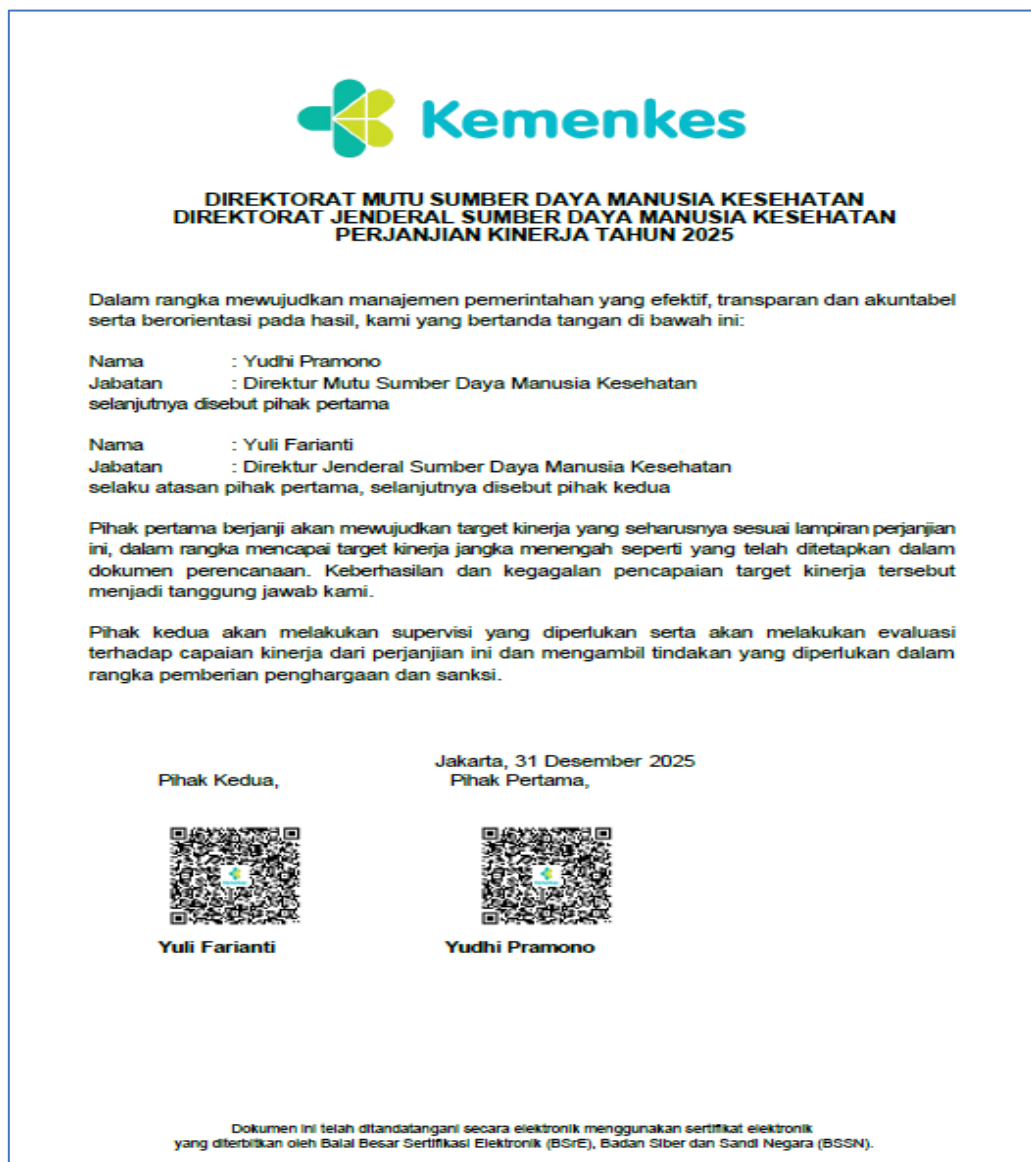 Kemenkes
DIREKTORAT MUTU SUMBER DAYA MANUSIA KESEHATAN
DIREKTORAT JENDERAL SUMBER DAYA MANUSIA KESEHATAN
PERJANJIAN KINERJA TAHUN 2025
Dalam rangka mewujudkan manajemen pemerintahan yang efektif, transparan dan akuntabel
serta berorientasi pada hasil, kami yang bertanda tangan di bawah ini:
Nama : Yudhi Pramono
Jabatan : Direktur Mutu Sumber Daya Manusia Kesehatan
selanjutnya disebut pihak pertama
Nama : Yuli Farianti
Jabatan : Direktur Jenderal Sumber Daya Manusia Kesehatan
selaku atasan pihak pertama, selanjutnya disebut pihak kedua
Pihak pertama berjanji akan mewujudkan target kinerja yang seharusnya sesuai lampiran perjanjian
ini, dalam rangka mencapai target kinerja jangka menengah seperti yang telah ditetapkan dalam
dokumen perencanaan. Keberhasilan dan kegagalan pencapaian target kinerja tersebut
menjadi tanggung jawab kami.
Pihak kedua akan melakukan supervisi yang diperlukan serta akan melakukan evaluasi
terhadap capaian kinerja dari perjanjian ini dan mengambil tindakan yang diperlukan dalam
rangka pemberian penghargaan dan sanksi.
Jakarta, 31 Desember 2025
Pihak Kedua, Pihak Pertama,
Kemenkes Kemenkes
Yuli Farianti Yudhi Pramono
Dokumen ini telah ditandatangani secara elektronik menggunakan sertifikat elektronik
yang diterbitkan oleh Balai Besar Sertifikasi Elektronik (BSrE), Badan Siber dan Sandi Negara (BSSN).